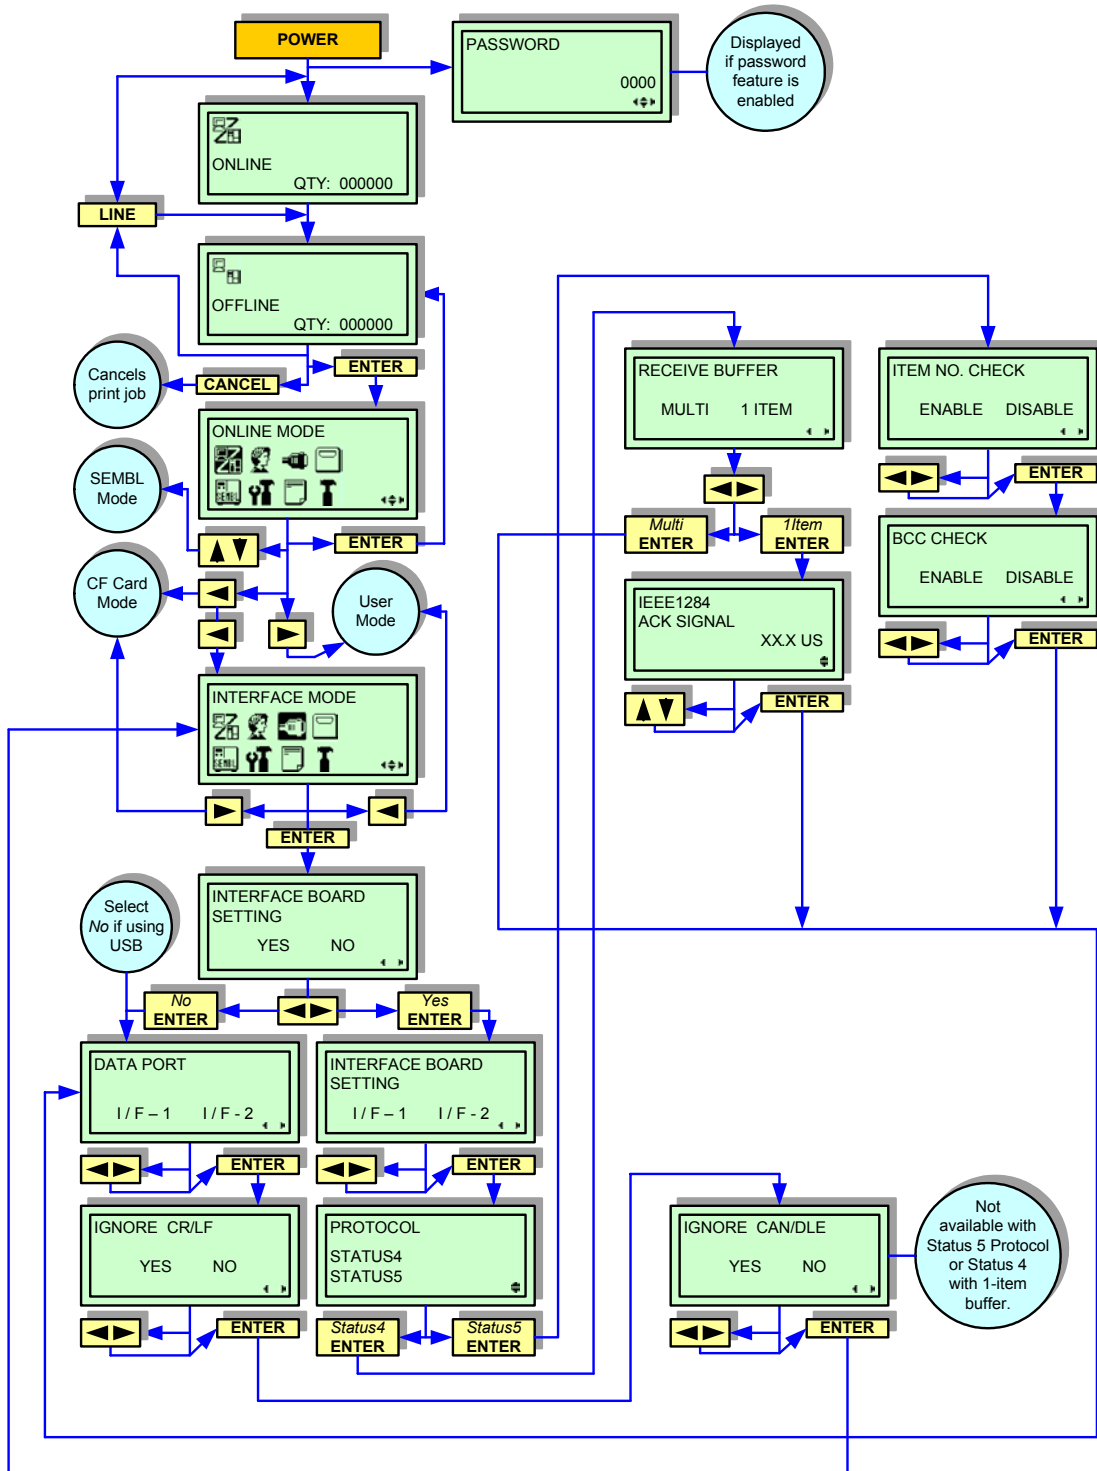 POWER
PASSWORD
0000
Displayed
if password
feature is
enabled
ONLINE
QTY: 000000
LINE
OFFLINE
QTY: 000000
ENTER
CANCEL
Cancels
print job
ONLINE MODE
SEMBL
SEMBL
Mode
ENTER
CF Card
Mode
User
Mode
INTERFACE MODE
SEMBL
ENTER
INTERFACE BOARD
SETTING
YES NO
Select
No if using
USB
No
ENTER
Yes
ENTER
DATA PORT
I / F – 1 I / F - 2
ENTER
INTERFACE BOARD
SETTING
I / F – 1 I / F - 2
ENTER
IGNORE CR/LF
YES NO
ENTER
PROTOCOL
STATUS4
STATUS5
Status4
ENTER
Status5
ENTER
RECEIVE BUFFER
MULTI 1 ITEM
Multi
ENTER
1Item
ENTER
IEEE1284
ACK SIGNAL
XX.X US
ENTER
ITEM NO. CHECK
ENABLE DISABLE
ENTER
BCC CHECK
ENABLE DISABLE
ENTER
IGNORE CAN/DLE
YES NO
ENTER
Not
available with
Status 5 Protocol
or Status 4
with 1-item
buffer.